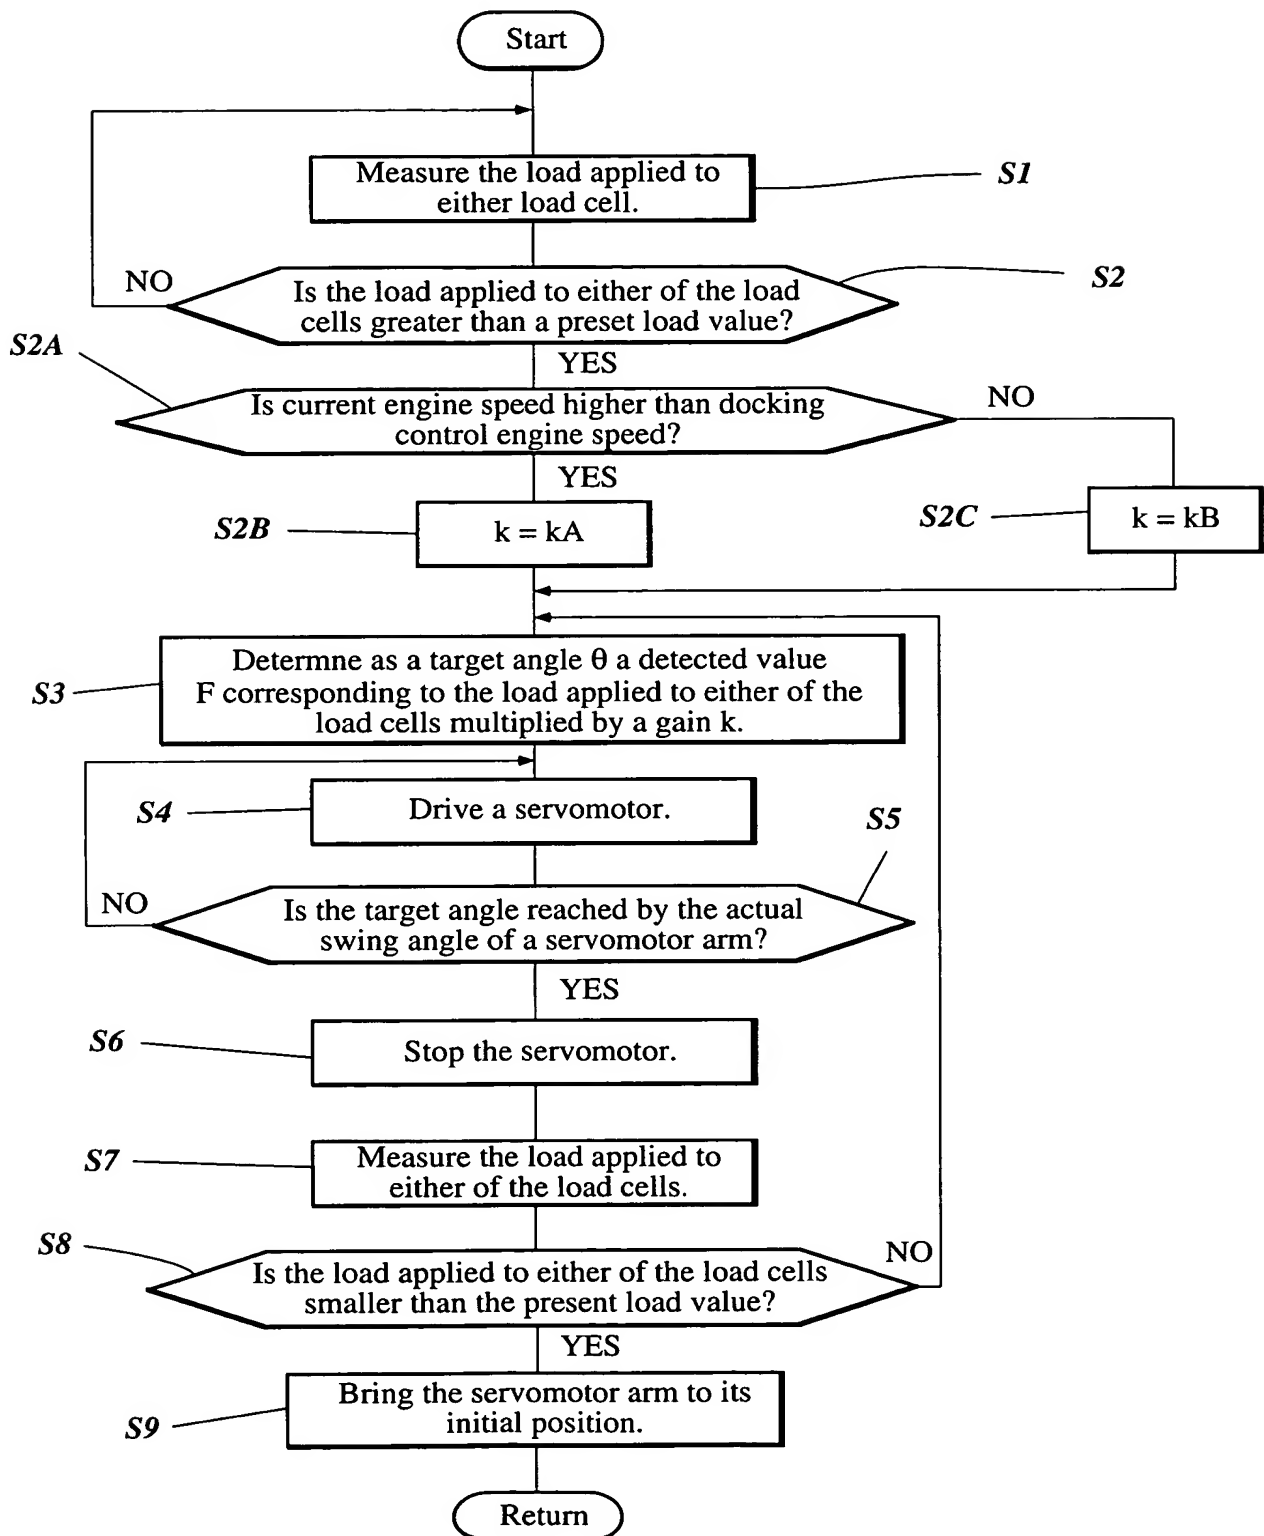 Start
Measure the load applied to
either load cell.
S1
NO
Is the load applied to either of the load
cells greater than a preset load value?
S2
S2A
YES
Is current engine speed higher than docking
control engine speed?
NO
YES
S2B
k = kA
S2C
k = kB
S3
Determne as a target angle θ a detected value
F corresponding to the load applied to either of the
load cells multiplied by a gain k.
S4
Drive a servomotor.
S5
NO
Is the target angle reached by the actual
swing angle of a servomotor arm?
YES
S6
Stop the servomotor.
S7
Measure the load applied to
either of the load cells.
S8
NO
Is the load applied to either of the load cells
smaller than the present load value?
YES
S9
Bring the servomotor arm to its
initial position.
Return